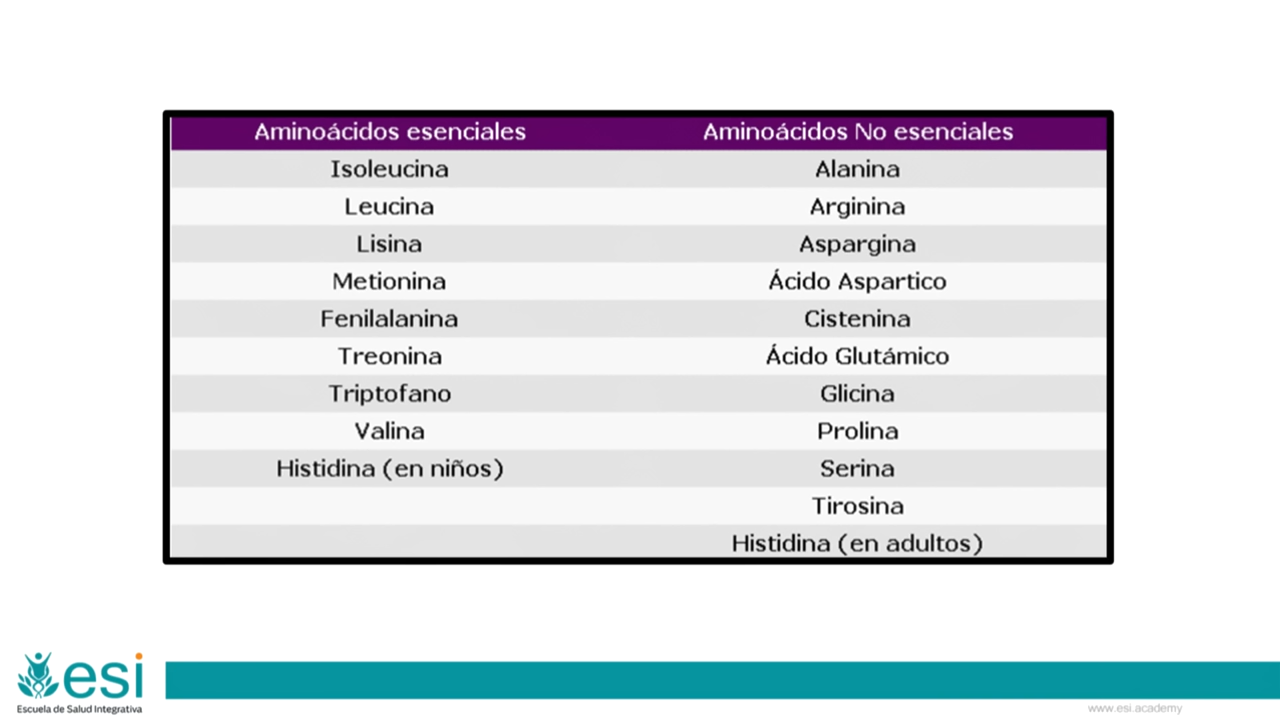 Aminoácidos esenciales Aminoácidos No esenciales
Isoleucina Alanina
Leucina Arginina
Lisina Aspargina
Metionina Ácido Aspartico
Fenilalanina Cistenina
Treonina Ácido Glutámico
Triptofano Glicina
Valina Prolina
Histidina (en niños) Serina
Tirosina
Histidina (en adultos)
esi
Escuela de Salud Integrativa
www.esi.academy